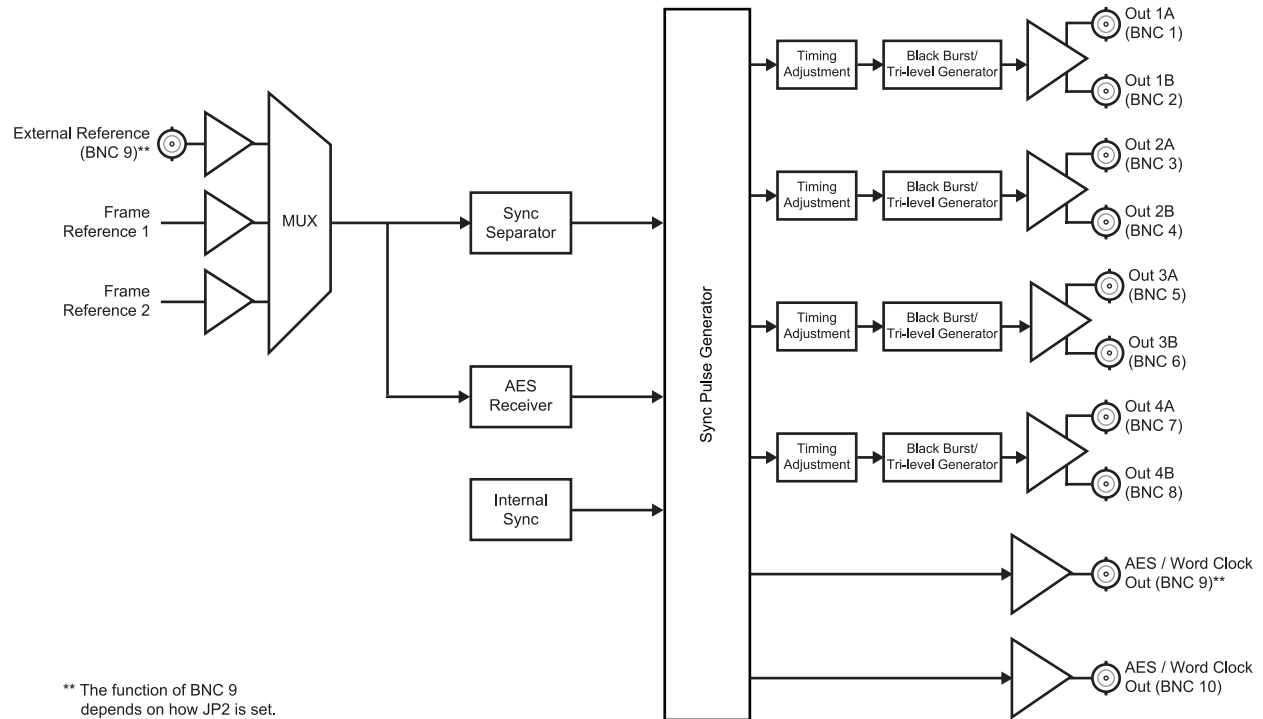 External Reference
(BNC 9)**
Frame
Reference 1
Frame
Reference 2
MUX
Sync
Separator
AES
Receiver
Internal
Sync
Sync Pulse Generator
Timing
Adjustment
Black Burst/
Tri-level Generator
Out 1A
(BNC 1)
Out 1B
(BNC 2)
Timing
Adjustment
Black Burst/
Tri-level Generator
Out 2A
(BNC 3)
Out 2B
(BNC 4)
Timing
Adjustment
Black Burst/
Tri-level Generator
Out 3A
(BNC 5)
Out 3B
(BNC 6)
Timing
Adjustment
Black Burst/
Tri-level Generator
Out 4A
(BNC 7)
Out 4B
(BNC 8)
AES / Word Clock
Out (BNC 9)**
AES / Word Clock
Out (BNC 10)
** The function of BNC 9
depends on how JP2 is set.